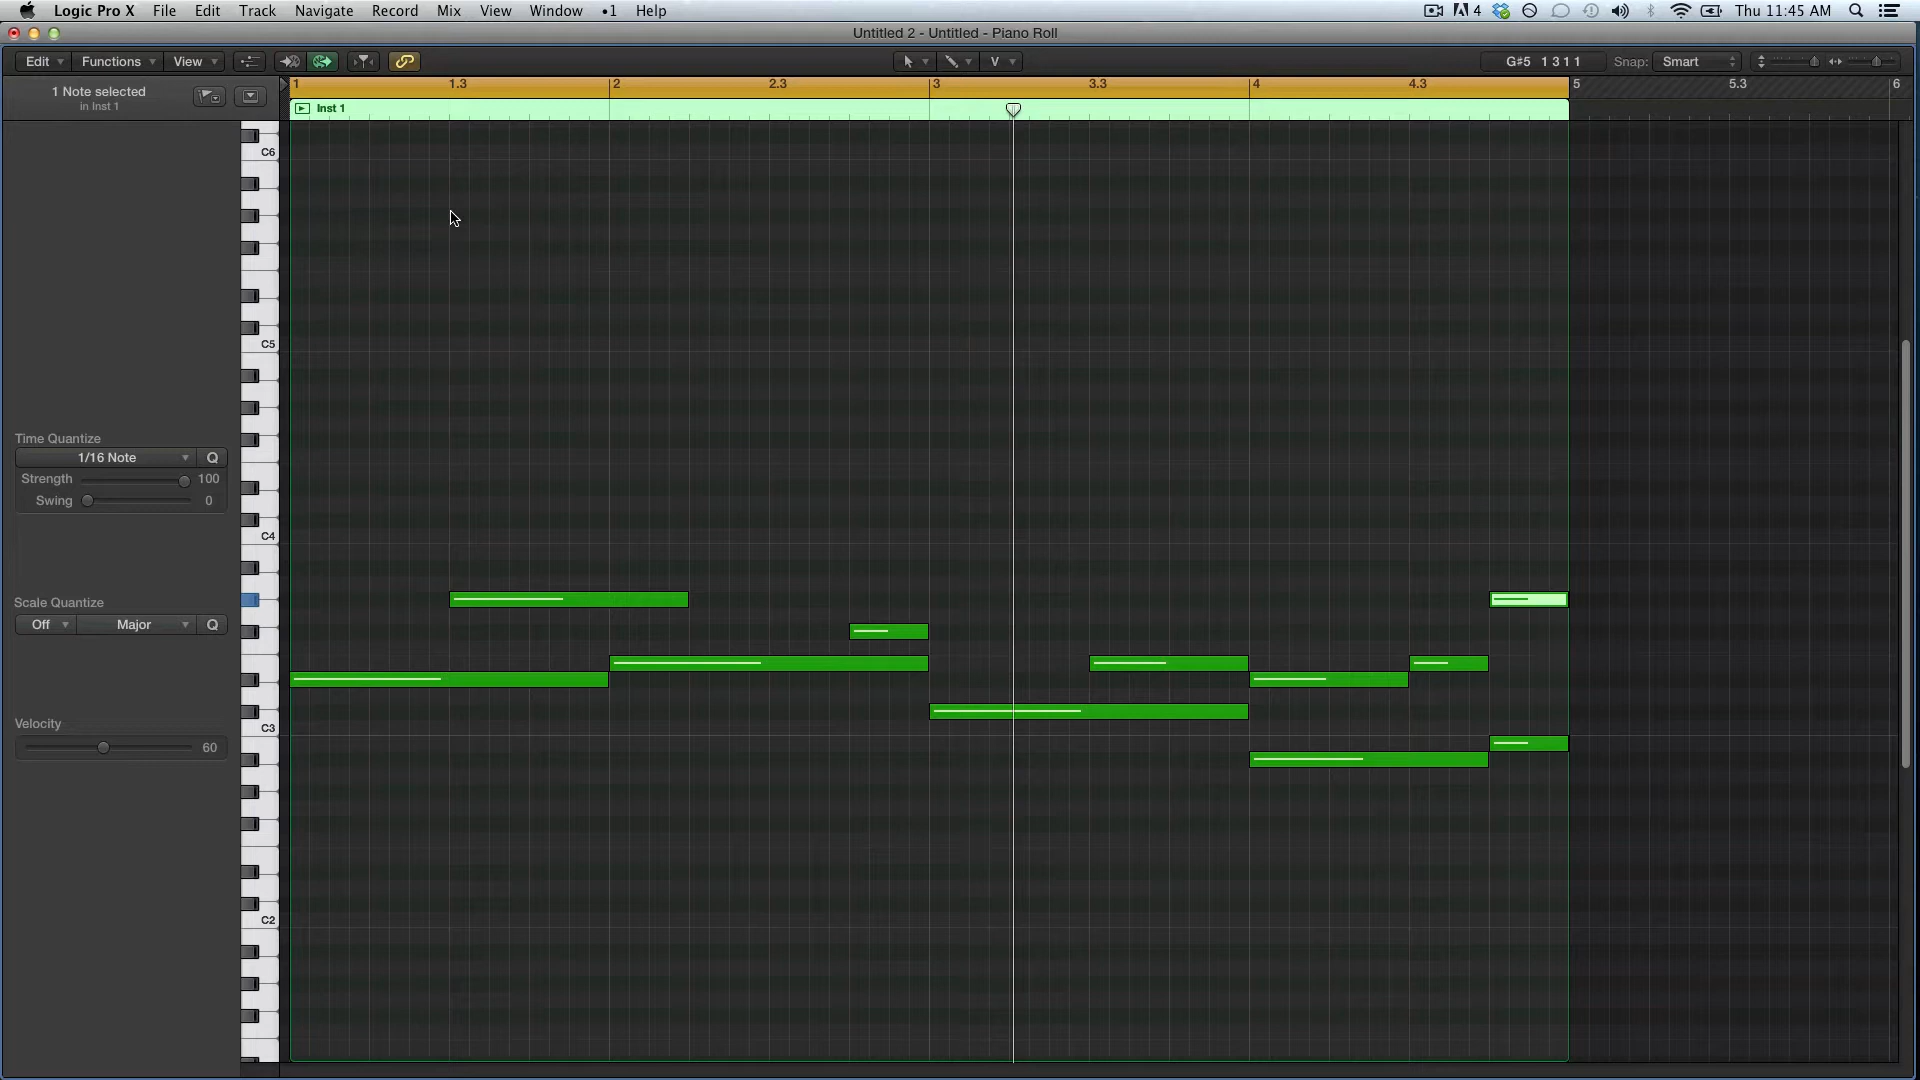 Logic Pro X File Edit Track Navigate Record Mix View Window •1 Help 4 Thu 11:45 AM
Untitled 2 - Untitled - Piano Roll
Edit Functions View V G#5 1 3 1 1 Snap: Smart
1 Note selected
in Inst 1
1 1.3 2 2.3 3 3.3 4 4.3 5 5.3 6
Inst 1
C6
C5
Time Quantize
1/16 Note Q
Strength 100
Swing 0
C4
Scale Quantize
Off Major Q
Velocity
60
C3
C2